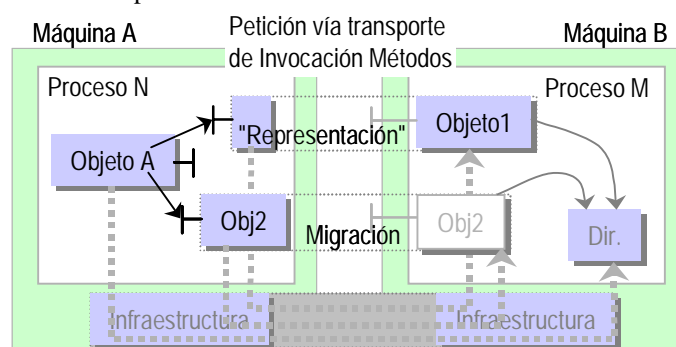 Petición vía transporte
de Invocación Métodos
Máquina A
Máquina B
Proceso N
Proceso M
"Representación"
Objeto1
Objeto A
Obj2
Migración
Obj2
Dir.
Infraestructura
Infraestructura